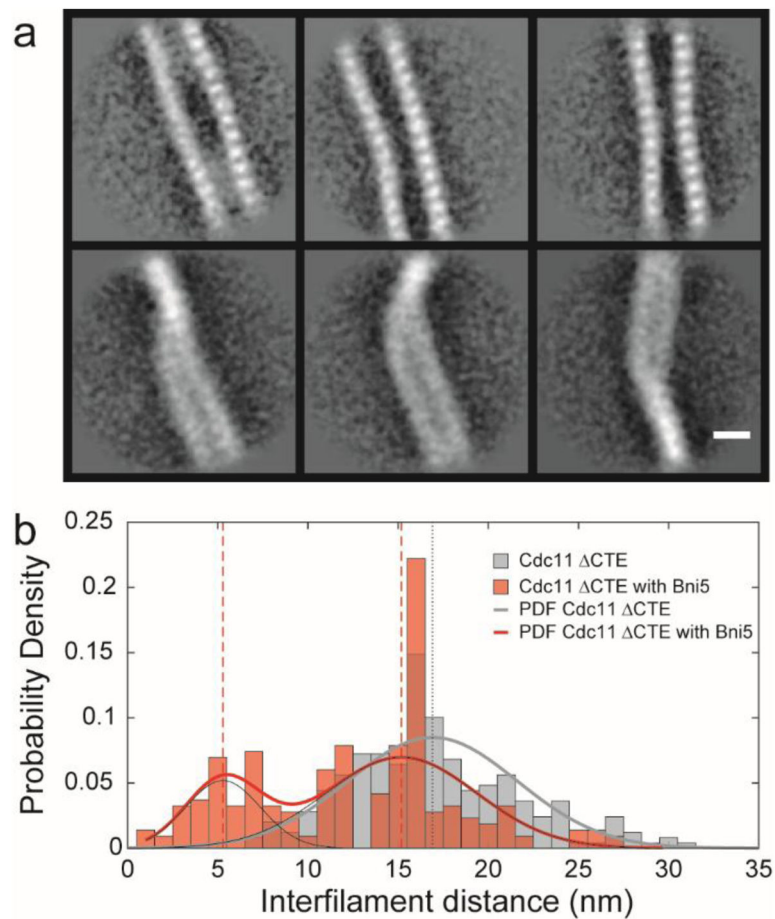 a
b
0.25
0.2
0.15
0.1
0.05
0
Probability Density
Cdc11 ΔCTE
Cdc11 ΔCTE with Bni5
PDF Cdc11 ΔCTE
PDF Cdc11 ΔCTE with Bni5
0 5 10 15 20 25 30 35
Interfilament distance (nm)